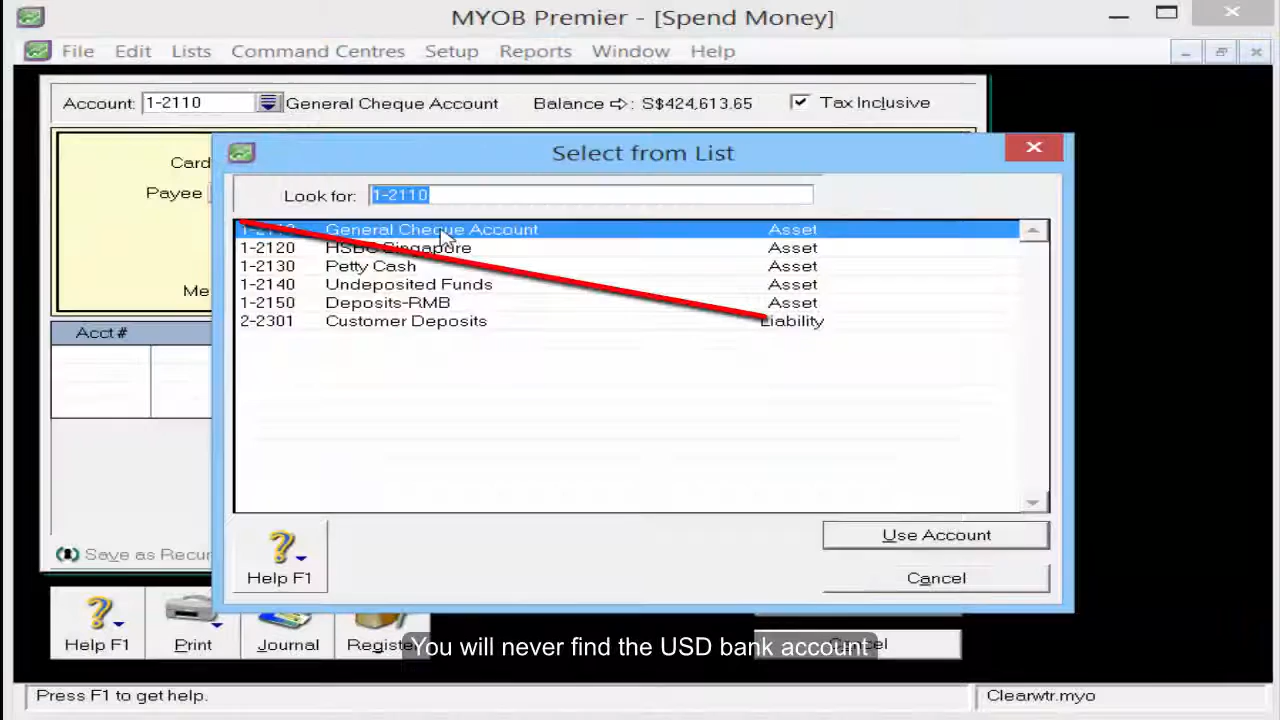 MYOB Premier - [Spend Money]
File Edit Lists Command Centres Setup Reports Window Help
Account: 1-2110 General Cheque Account Balance ⇨: S$424,613.65 Tax Inclusive
Card
Payee
Me
Acct #
Save as Recur
Select from List
Look for: 1-2110
1-2110 General Cheque Account Asset
1-2120 HSBC Singapore Asset
1-2130 Petty Cash Asset
1-2140 Undeposited Funds Asset
1-2150 Deposits-RMB Asset
2-2301 Customer Deposits Liability
Help F1
Use Account
Cancel
Help F1 Print Journal Register Cancel
You will never find the USD bank account
Press F1 to get help. Clearwtr.myo